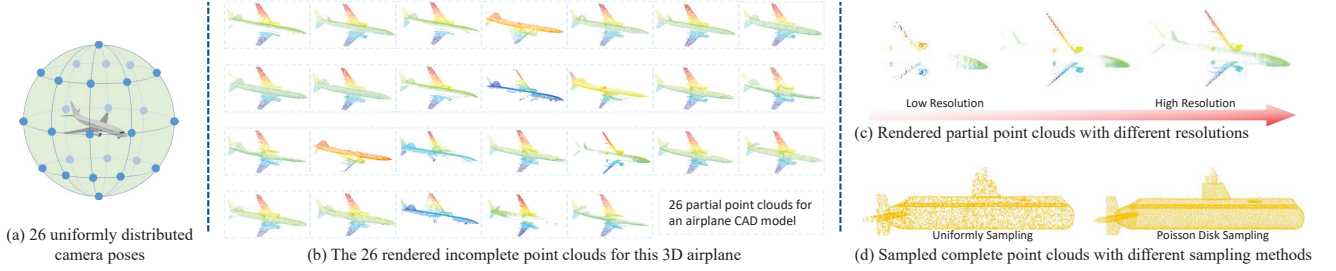 (a) 26 uniformly distributed
camera poses
26 partial point clouds for
an airplane CAD model
(b) The 26 rendered incomplete point clouds for this 3D airplane
Low Resolution
High Resolution
(c) Rendered partial point clouds with different resolutions
Uniformly Sampling
Poisson Disk Sampling
(d) Sampled complete point clouds with different sampling methods